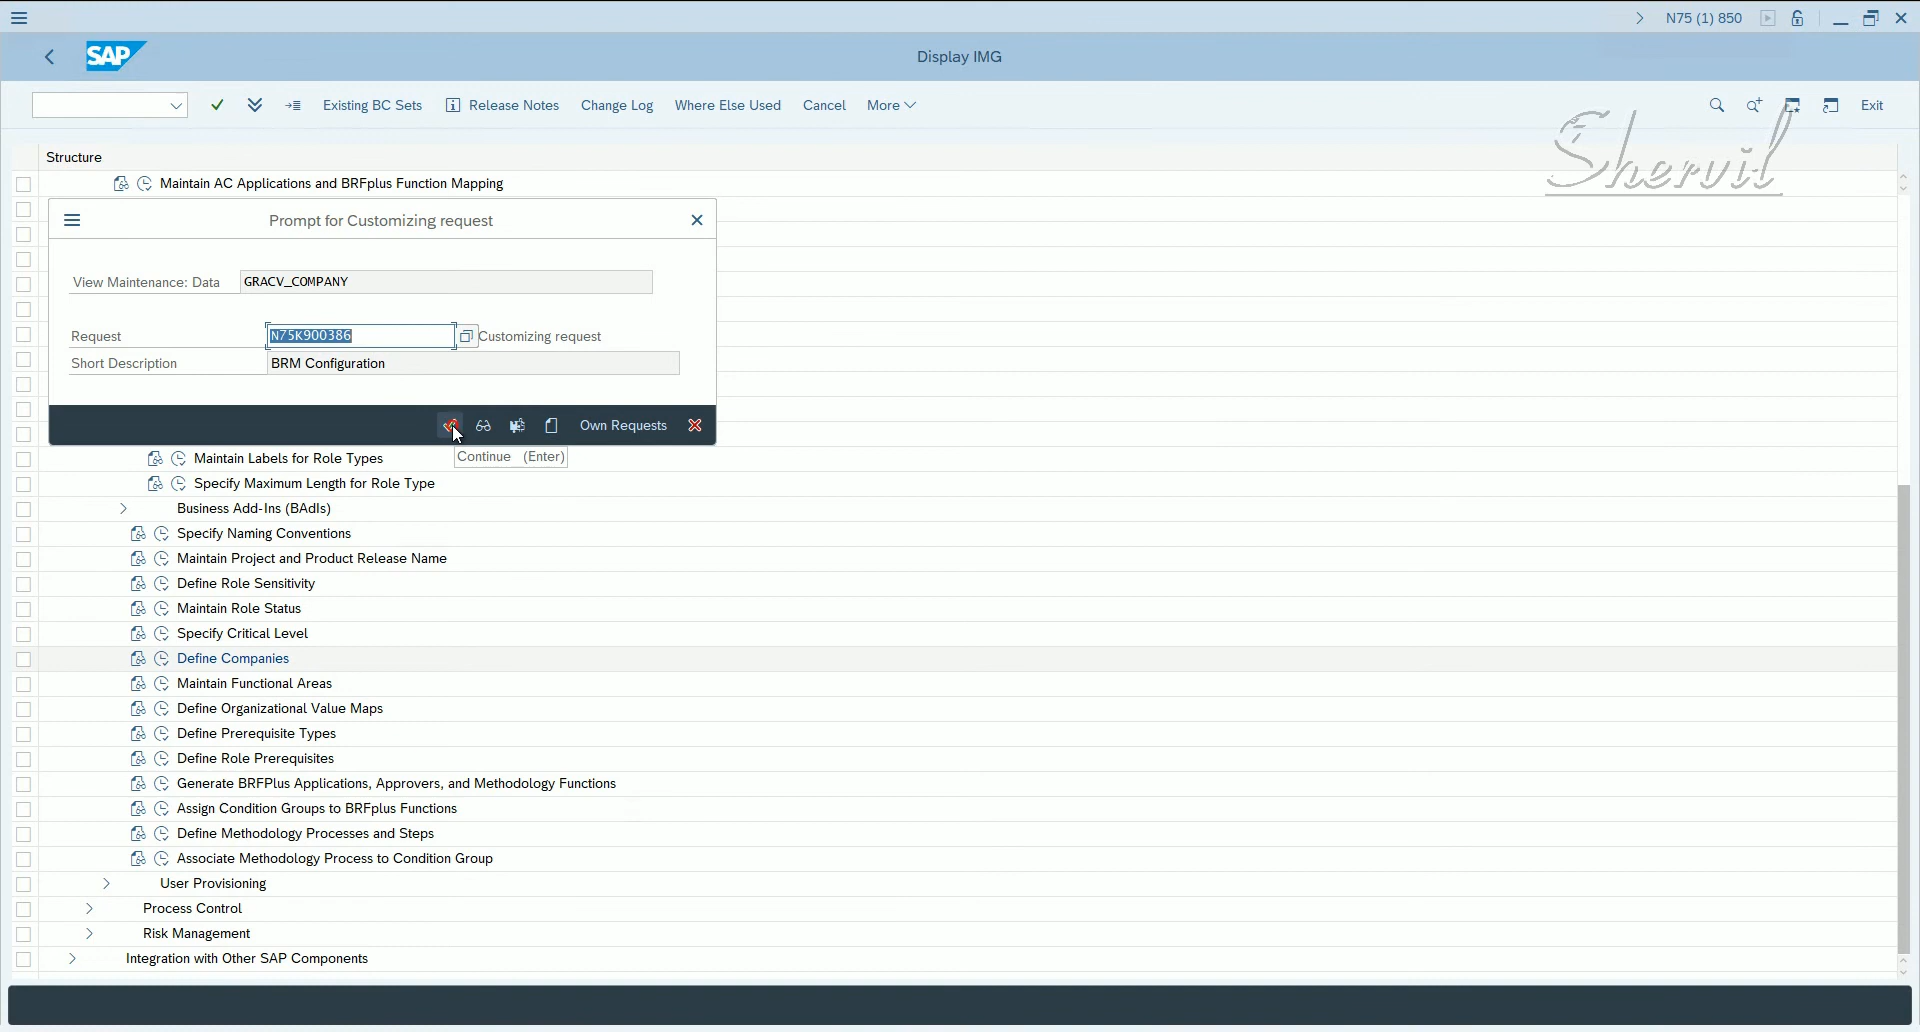 N75 (1) 850
SAP
Display IMG
Existing BC Sets
Release Notes
Change Log
Where Else Used
Cancel
More
Exit
Shervil
Structure
Maintain AC Applications and BRFplus Function Mapping
Prompt for Customizing request
View Maintenance: Data
GRACV_COMPANY
Request
N75K900386
Customizing request
Short Description
BRM Configuration
Own Requests
Continue (Enter)
Maintain Labels for Role Types
Specify Maximum Length for Role Type
Business Add-Ins (BAdIs)
Specify Naming Conventions
Maintain Project and Product Release Name
Define Role Sensitivity
Maintain Role Status
Specify Critical Level
Define Companies
Maintain Functional Areas
Define Organizational Value Maps
Define Prerequisite Types
Define Role Prerequisites
Generate BRFPlus Applications, Approvers, and Methodology Functions
Assign Condition Groups to BRFplus Functions
Define Methodology Processes and Steps
Associate Methodology Process to Condition Group
User Provisioning
Process Control
Risk Management
Integration with Other SAP Components